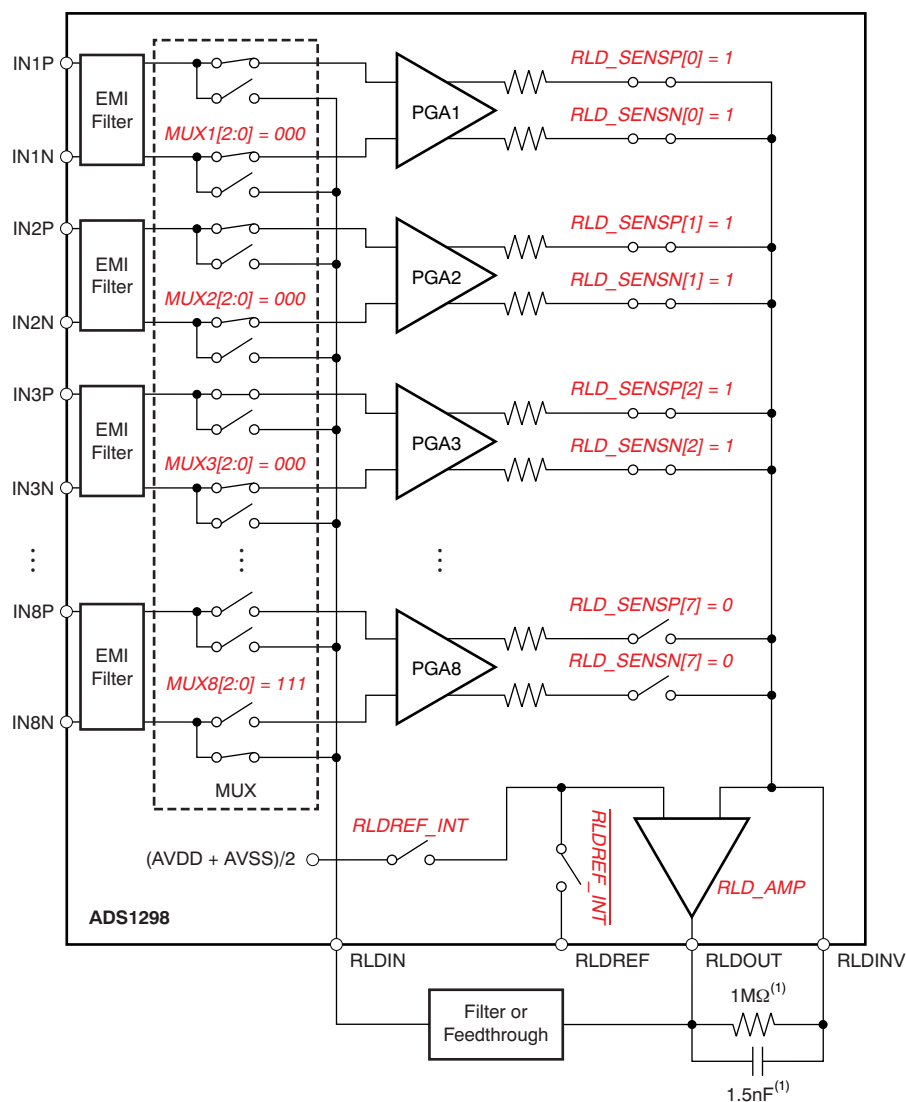 IN1P
EMI
Filter
MUX1[2:0] = 000
IN1N
PGA1
RLD_SENSP[0] = 1
RLD_SENSN[0] = 1
IN2P
EMI
Filter
MUX2[2:0] = 000
IN2N
PGA2
RLD_SENSP[1] = 1
RLD_SENSN[1] = 1
IN3P
EMI
Filter
MUX3[2:0] = 000
IN3N
PGA3
RLD_SENSP[2] = 1
RLD_SENSN[2] = 1
IN8P
EMI
Filter
MUX8[2:0] = 111
IN8N
PGA8
RLD_SENSP[7] = 0
RLD_SENSN[7] = 0
MUX
RLDREF_INT
(AVDD + AVSS)/2
RLDREF_INT
RLD_AMP
ADS1298
RLDIN
RLDREF
RLDOUT
RLDINV
Filter or
Feedthrough
1MΩ(1)
1.5nF(1)